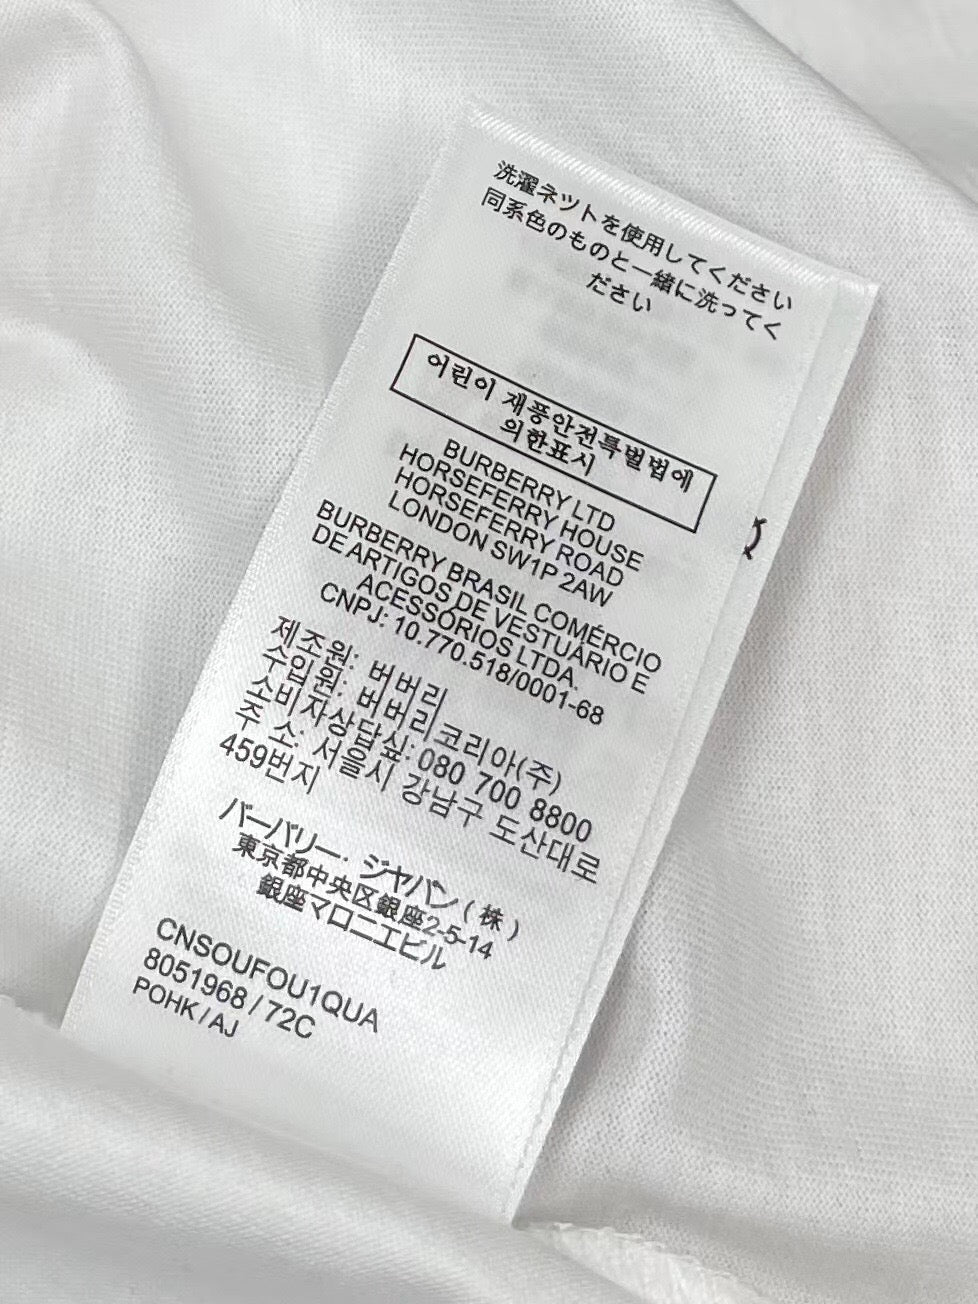 洗濯ネットを使用してください
同系色のものと一緒に洗ってく
ださい
어린이 재품안전특별법에
의한표시
BURBERRY LTD
HORSEFERRY HOUSE
HORSEFERRY ROAD
LONDON SW1P 2AW
BURBERRY BRASIL COMÉRCIO
DE ARTIGOS DE VESTUÁRIO E
ACESSÓRIOS LTDA.
CNPJ: 10.770.518/0001-68
제조원: 버버리
수입원: 버버리코리아(주)
소비자상담싶: 080 700 8800
주 소: 서울시 강남구 도산대로
459번지
バーバリー・ジャパン(株)
東京都中央区銀座2-5-14
銀座マロニエビル
CNSOUFOU1QUA
8051968 / 72C
POHK / AJ